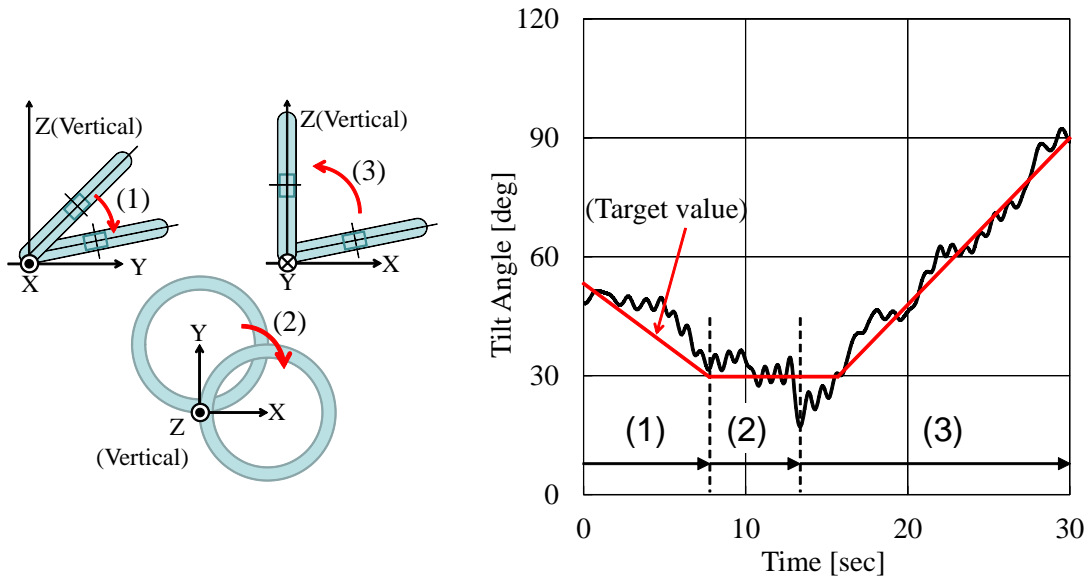 Z(Vertical)
(1)
Y
X
Z(Vertical)
(3)
X
Y
(2)
Y
X
Z
(Vertical)
120
90
60
30
0
Tilt Angle [deg]
(Target value)
(1)
(2)
(3)
0
10
20
30
Time [sec]